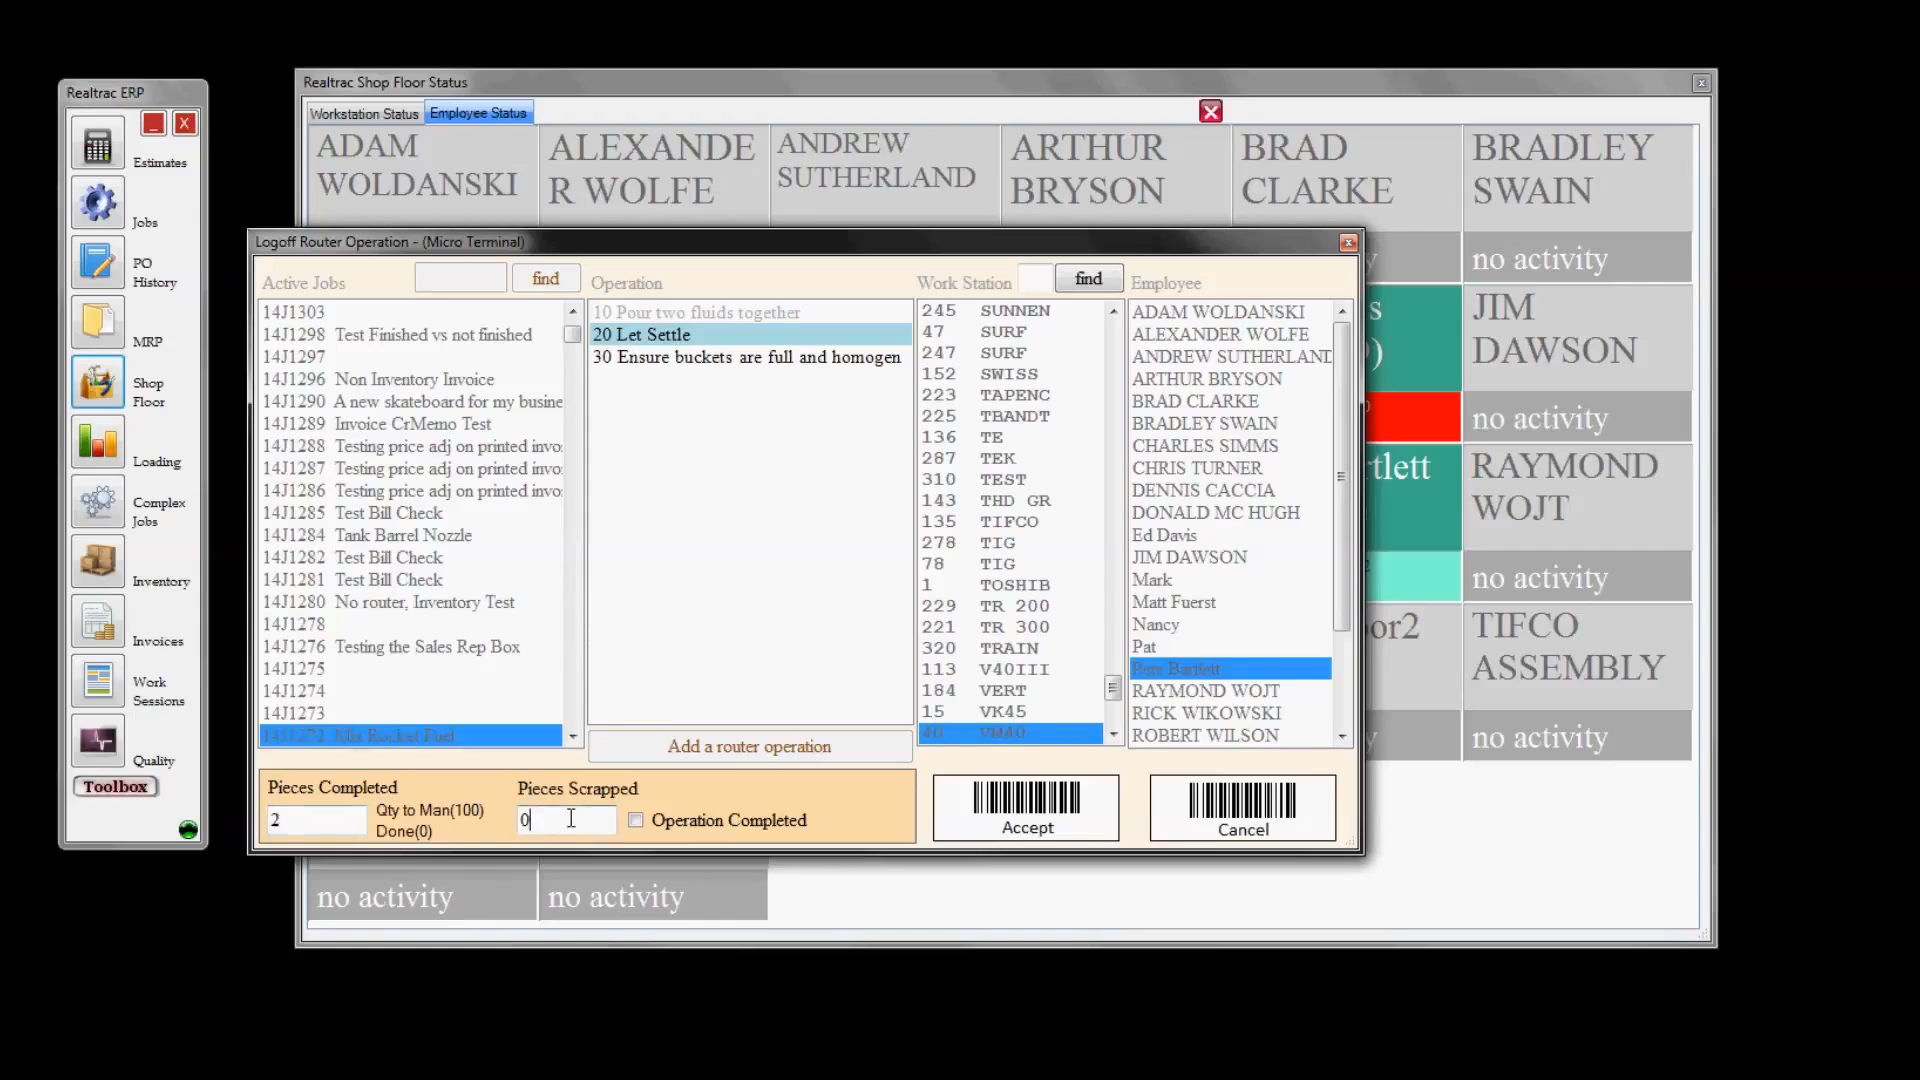 Realtrac ERP
X
Estimates
Jobs
PO
History
MRP
Shop
Floor
Loading
Complex
Jobs
Inventory
Invoices
Work
Sessions
Quality
Toolbox
Realtrac Shop Floor Status
Workstation Status
Employee Status
ADAM
WOLDANSKI
ALEXANDE
R WOLFE
ANDREW
SUTHERLAND
ARTHUR
BRYSON
BRAD
CLARKE
BRADLEY
SWAIN
no activity
JIM
DAWSON
no activity
RAYMOND
WOJT
no activity
TIFCO
ASSEMBLY
no activity
no activity
no activity
s
)
tlett
or2
y
y
Logoff Router Operation - (Micro Terminal)
Active Jobs
find
14J1303
14J1298 Test Finished vs not finished
14J1297
14J1296 Non Inventory Invoice
14J1290 A new skateboard for my busine
14J1289 Invoice CrMemo Test
14J1288 Testing price adj on printed invo
14J1287 Testing price adj on printed invo
14J1286 Testing price adj on printed invo
14J1285 Test Bill Check
14J1284 Tank Barrel Nozzle
14J1282 Test Bill Check
14J1281 Test Bill Check
14J1280 No router, Inventory Test
14J1278
14J1276 Testing the Sales Rep Box
14J1275
14J1274
14J1273
14J1272 Rocket Fuel
Operation
10 Pour two fluids together
20 Let Settle
30 Ensure buckets are full and homogen
Add a router operation
Work Station
find
245 SUNNEN
47 SURF
247 SURF
152 SWISS
223 TAPENC
225 TBANDT
136 TE
287 TEK
310 TEST
143 THD GR
135 TIFCO
278 TIG
78 TIG
1 TOSHIB
229 TR 200
221 TR 300
320 TRAIN
113 V40III
184 VERT
15 VK45
40 VM40
Employee
ADAM WOLDANSKI
ALEXANDER WOLFE
ANDREW SUTHERLAND
ARTHUR BRYSON
BRAD CLARKE
BRADLEY SWAIN
CHARLES SIMMS
CHRIS TURNER
DENNIS CACCIA
DONALD MC HUGH
Ed Davis
JIM DAWSON
Mark
Matt Fuerst
Nancy
Pat
Pete Bartlett
RAYMOND WOJT
RICK WIKOWSKI
ROBERT WILSON
Pieces Completed
2
Qty to Man(100)
Done(0)
Pieces Scrapped
0
Operation Completed
Accept
Cancel